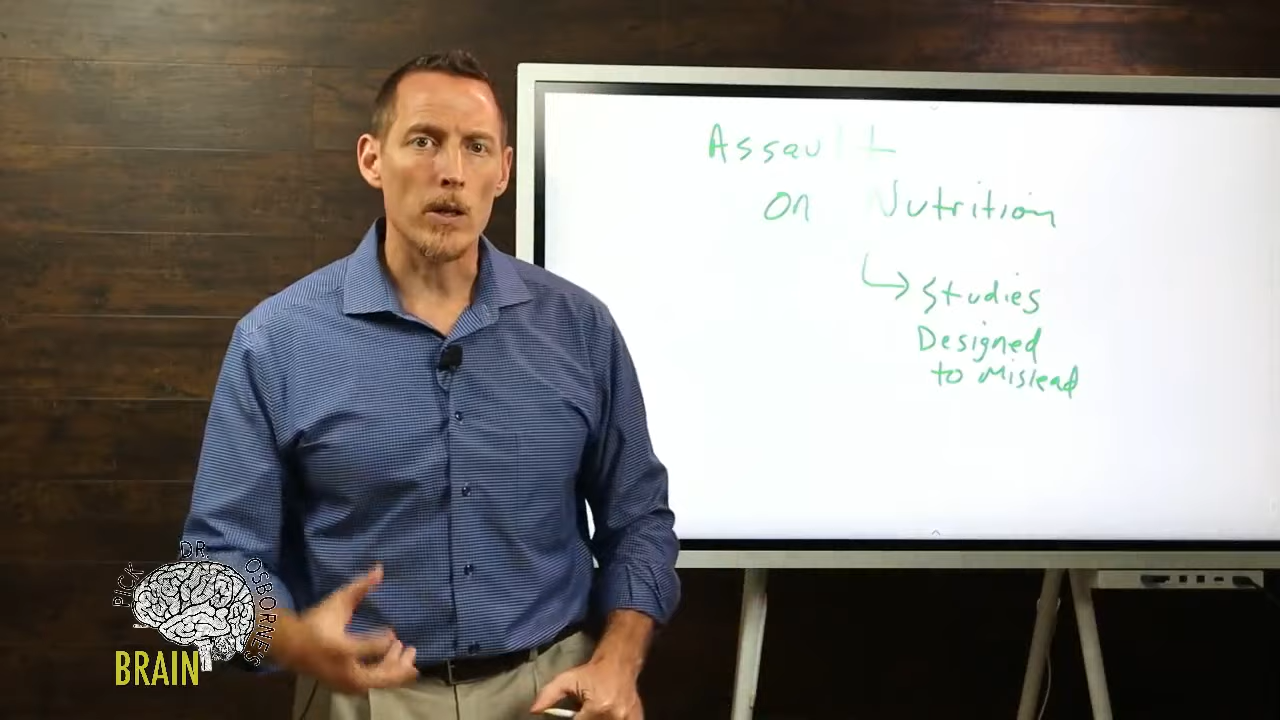 Assault
on Nutrition
↳ Studies
Designed
to Mislead
PICK DR. OSBORNE'S
BRAIN